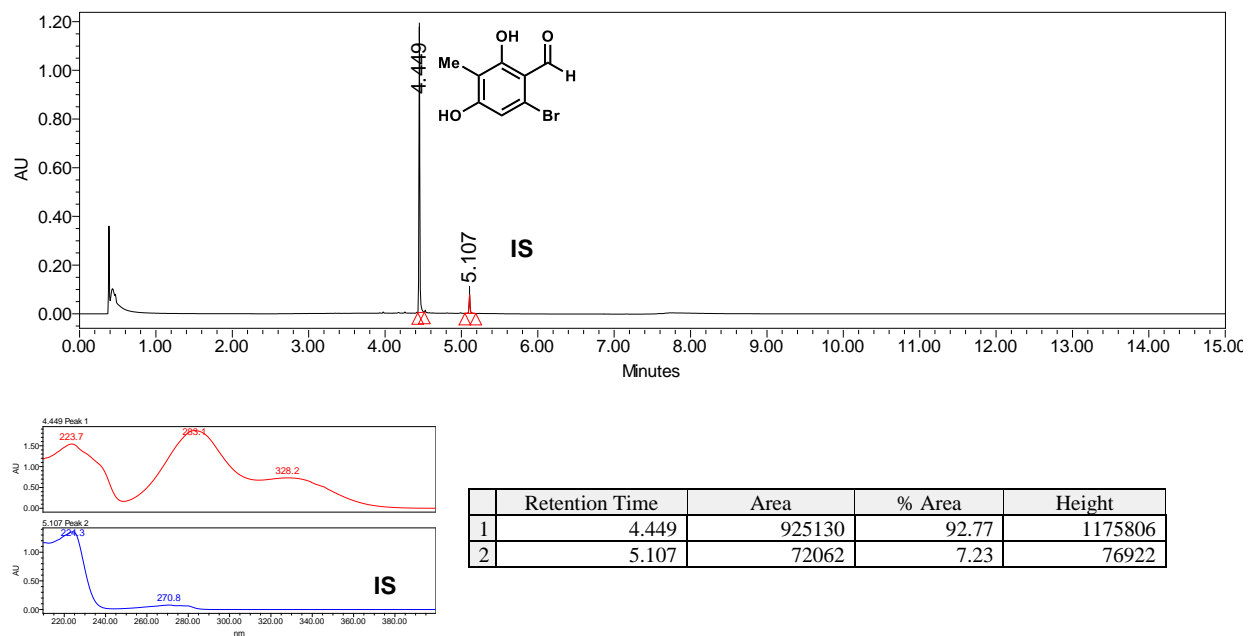 1.20
1.00
0.80
0.60
0.40
0.20
0.00
AU
4.449
OH
O
Me
H
HO
Br
IS
5.107
0.00 1.00 2.00 3.00 4.00 5.00 6.00 7.00 8.00 9.00 10.00 11.00 12.00 13.00 14.00 15.00
Minutes
4.449 Peak 1
223.7
283.1
328.2
AU
1.50
1.00
0.50
0.00
5.107 Peak 2
224.3
270.8
AU
1.00
0.50
0.00
IS
220.00 240.00 260.00 280.00 300.00 320.00 340.00 360.00 380.00
nm
Retention Time Area % Area Height
1 4.449 925130 92.77 1175806
2 5.107 72062 7.23 76922